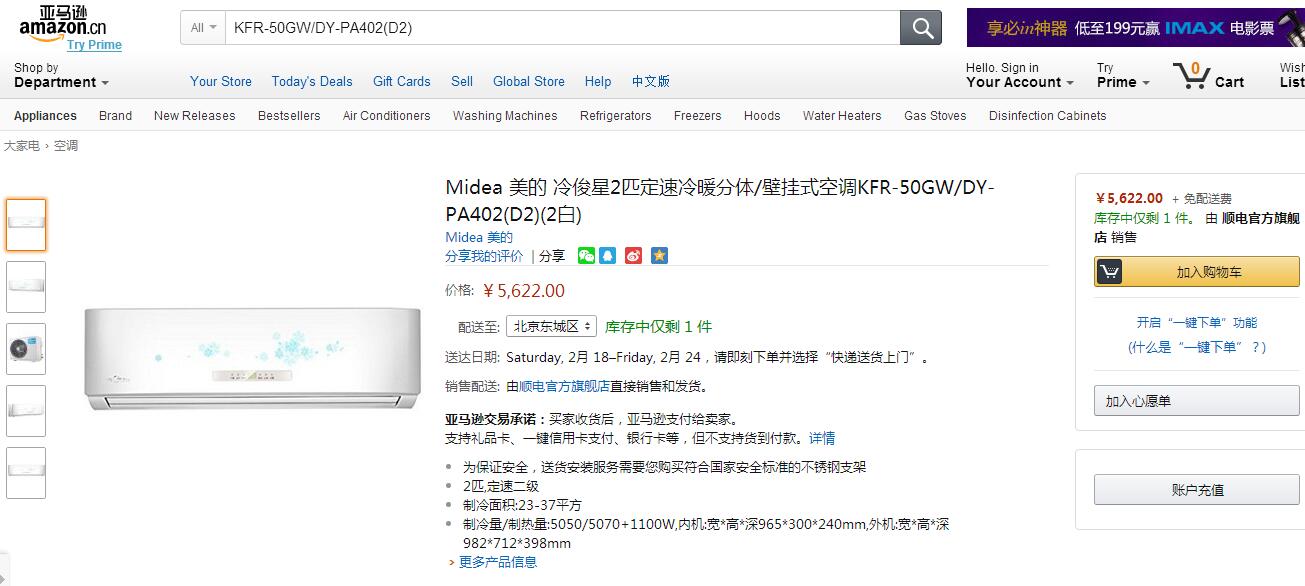 亚马逊
amazon.cn
Try Prime
All
KFR-50GW/DY-PA402(D2)
享必in神器 低至199元赢 IMAX 电影票
Shop by
Department
Your Store Today's Deals Gift Cards Sell Global Store Help 中文版
Hello. Sign in
Your Account
Try
Prime
0
Cart
Wish
List
Appliances Brand New Releases Bestsellers Air Conditioners Washing Machines Refrigerators Freezers Hoods Water Heaters Gas Stoves Disinfection Cabinets
大家电 › 空调
Midea 美的 冷俊星2匹定速冷暖分体/壁挂式空调KFR-50GW/DY-
PA402(D2)(2白)
Midea 美的
分享我的评价 | 分享
价格: ￥5,622.00
配送至: 北京东城区 库存中仅剩 1 件
送达日期: Saturday, 2月 18–Friday, 2月 24，请即刻下单并选择“快递送货上门”。
销售配送: 由顺电官方旗舰店直接销售和发货。
亚马逊交易承诺：买家收货后，亚马逊支付给卖家。
支持礼品卡、一键信用卡支付、银行卡等，但不支持货到付款。详情
为保证安全，送货安装服务需要您购买符合国家安全标准的不锈钢支架
2匹,定速二级
制冷面积:23-37平方
制冷量/制热量:5050/5070+1100W,内机:宽*高*深965*300*240mm,外机:宽*高*深
982*712*398mm
› 更多产品信息
￥5,622.00 + 免配送费
库存中仅剩 1 件。 由 顺电官方旗舰
店 销售
加入购物车
开启“一键下单”功能
(什么是“一键下单”？)
加入心愿单
账户充值